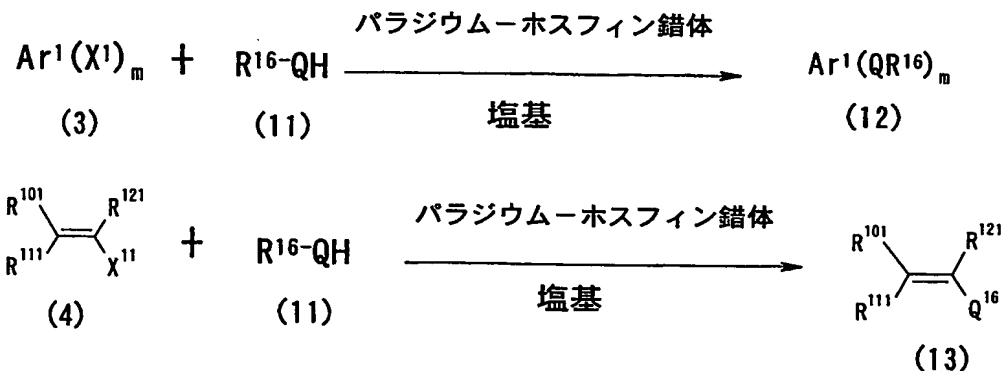 パラジウムーホスフィン錯体
Ar¹(X¹)ₘ + R¹⁶-QH Ar¹(QR¹⁶)ₘ
塩基
(3) (11) (12)
パラジウムーホスフィン錯体
R¹⁰¹ R¹²¹ + R¹⁶-QH R¹⁰¹ R¹²¹
R¹¹¹ X¹¹ 塩基 R¹¹¹ Q¹⁶
(4) (11) (13)